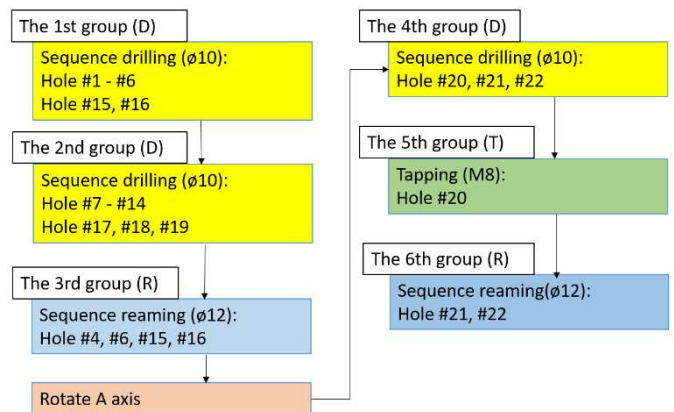 The 1st group (D)
Sequence drilling (ø10):
Hole #1 - #6
Hole #15, #16
The 2nd group (D)
Sequence drilling (ø10):
Hole #7 - #14
Hole #17, #18, #19
The 3rd group (R)
Sequence reaming (ø12):
Hole #4, #6, #15, #16
Rotate A axis
The 4th group (D)
Sequence drilling (ø10):
Hole #20, #21, #22
The 5th group (T)
Tapping (M8):
Hole #20
The 6th group (R)
Sequence reaming(ø12):
Hole #21, #22